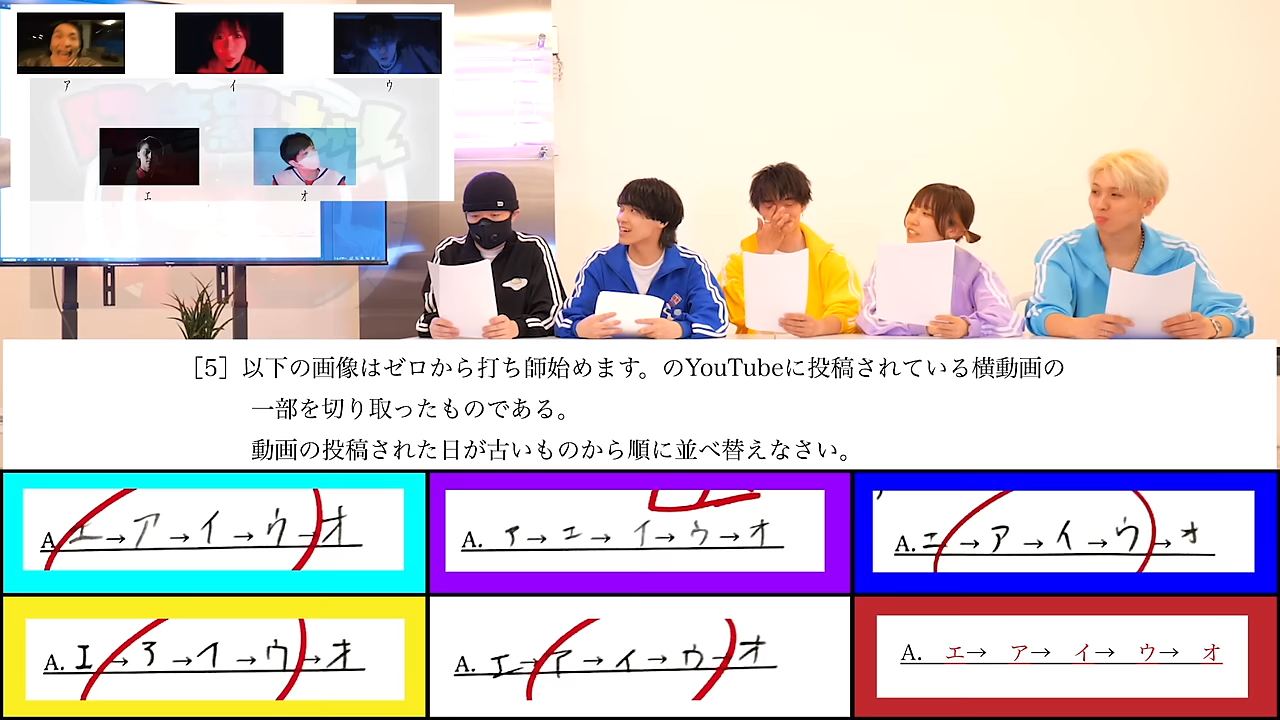 ア
イ
ウ
エ
オ
［5］以下の画像はゼロから打ち師始めます。のYouTubeに投稿されている横動画の
一部を切り取ったものである。
動画の投稿された日が古いものから順に並べ替えなさい。
A. エ→ア→イ→ウ→オ
A. ア→エ→イ→ウ→オ
A. エ→ア→イ→ウ→オ
A. エ→ア→イ→ウ→オ
A. エ→ア→イ→ウ→オ
A. エ→ ア→ イ→ ウ→ オ